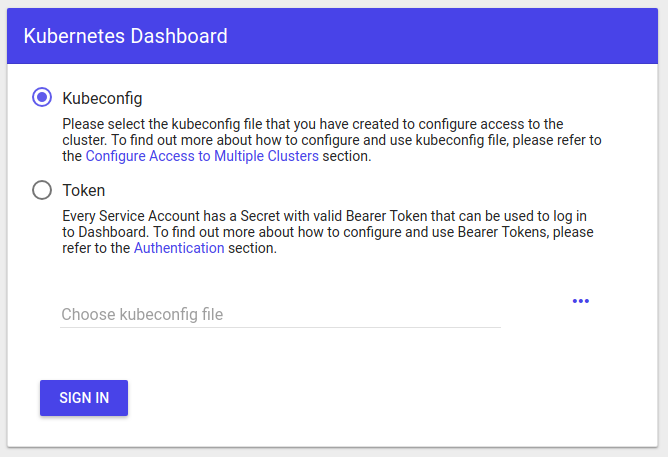 Kubernetes Dashboard
Kubeconfig
Please select the kubeconfig file that you have created to configure access to the
cluster. To find out more about how to configure and use kubeconfig file, please refer to
the Configure Access to Multiple Clusters section.
Token
Every Service Account has a Secret with valid Bearer Token that can be used to log in
to Dashboard. To find out more about how to configure and use Bearer Tokens, please
refer to the Authentication section.
Choose kubeconfig file
SIGN IN